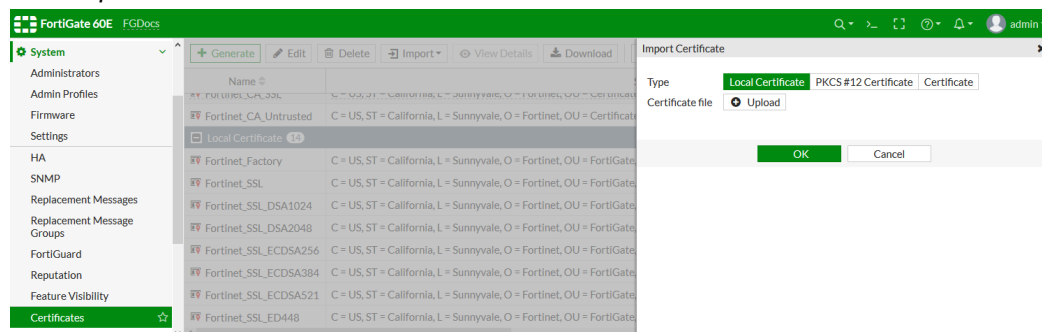 FortiGate 60E FGDocs
admin
System
Administrators
Admin Profiles
Firmware
Settings
HA
SNMP
Replacement Messages
Replacement Message
Groups
FortiGuard
Reputation
Feature Visibility
Certificates
Generate Edit Delete Import View Details Download
Name
Fortinet_CA_SSL C = US, ST = California, L = Sunnyvale, O = Fortinet, OU = Certificate
Fortinet_CA_Untrusted C = US, ST = California, L = Sunnyvale, O = Fortinet, OU = Certificate
Local Certificate 14
Fortinet_Factory C = US, ST = California, L = Sunnyvale, O = Fortinet, OU = FortiGate,
Fortinet_SSL C = US, ST = California, L = Sunnyvale, O = Fortinet, OU = FortiGate,
Fortinet_SSL_DSA1024 C = US, ST = California, L = Sunnyvale, O = Fortinet, OU = FortiGate,
Fortinet_SSL_DSA2048 C = US, ST = California, L = Sunnyvale, O = Fortinet, OU = FortiGate,
Fortinet_SSL_ECDSA256 C = US, ST = California, L = Sunnyvale, O = Fortinet, OU = FortiGate,
Fortinet_SSL_ECDSA384 C = US, ST = California, L = Sunnyvale, O = Fortinet, OU = FortiGate,
Fortinet_SSL_ECDSA521 C = US, ST = California, L = Sunnyvale, O = Fortinet, OU = FortiGate,
Fortinet_SSL_ED448 C = US, ST = California, L = Sunnyvale, O = Fortinet, OU = FortiGate,
Import Certificate
Type Local Certificate PKCS #12 Certificate Certificate
Certificate file Upload
OK Cancel